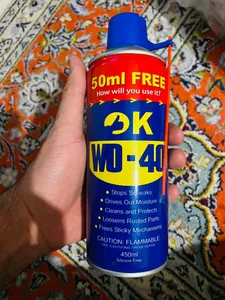 50ml FREE
How will you use it?
OK
WO-40
• Stops Squeaks
• Drives Out Moisture
• Cleans and Protects
• Loosens Rusted Parts
• Frees Sticky Mechanisms
CAUTION: FLAMMABLE
450ml
Silicone Free